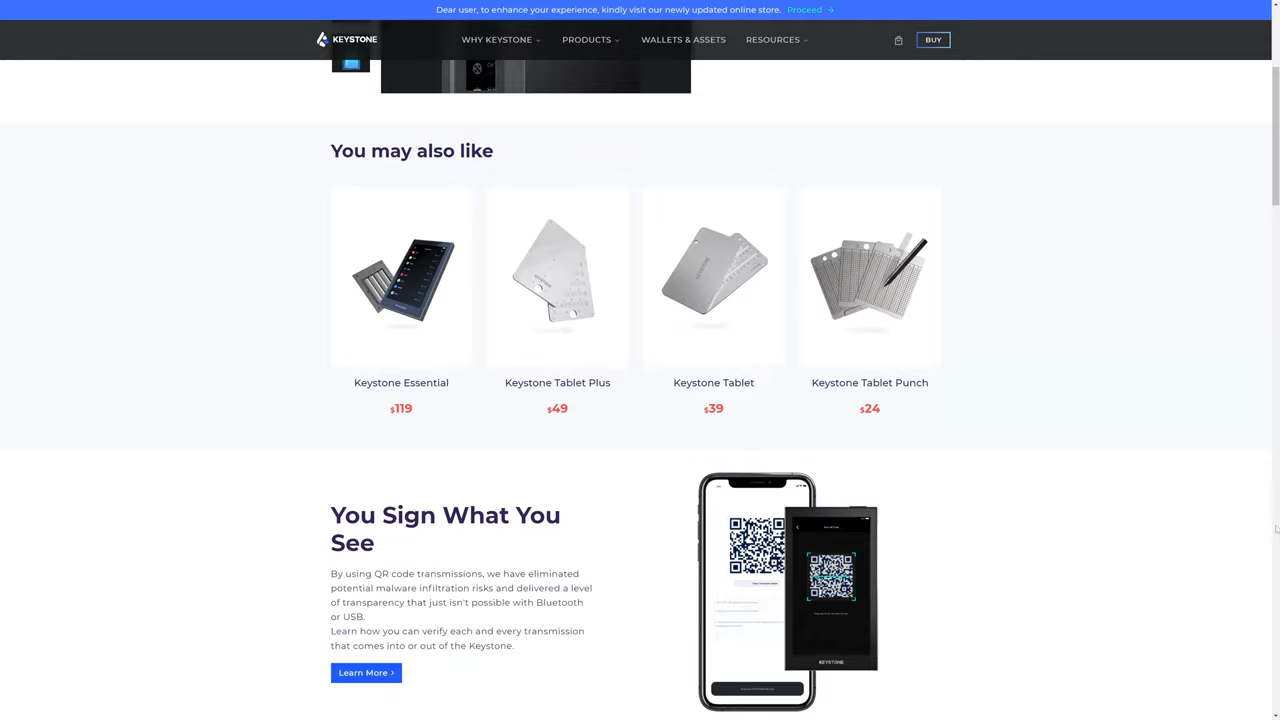 Dear user, to enhance your experience, kindly visit our newly updated online store. Proceed →
KEYSTONE
WHY KEYSTONE
PRODUCTS
WALLETS & ASSETS
RESOURCES
BUY
You may also like
Keystone Essential
Keystone Tablet Plus
Keystone Tablet
Keystone Tablet Punch
$119
$49
$39
$24
You Sign What You
See
By using QR code transmissions, we have eliminated
potential malware infiltration risks and delivered a level
of transparency that just isn't possible with Bluetooth
or USB.
Learn how you can verify each and every transmission
that comes into or out of the Keystone.
Learn More >
KEYSTONE